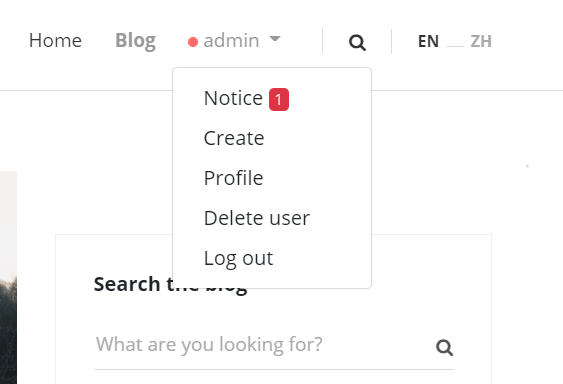 Home Blog admin EN ZH
Notice 1
Create
Profile
Delete user
Log out
Search the blog
What are you looking for?